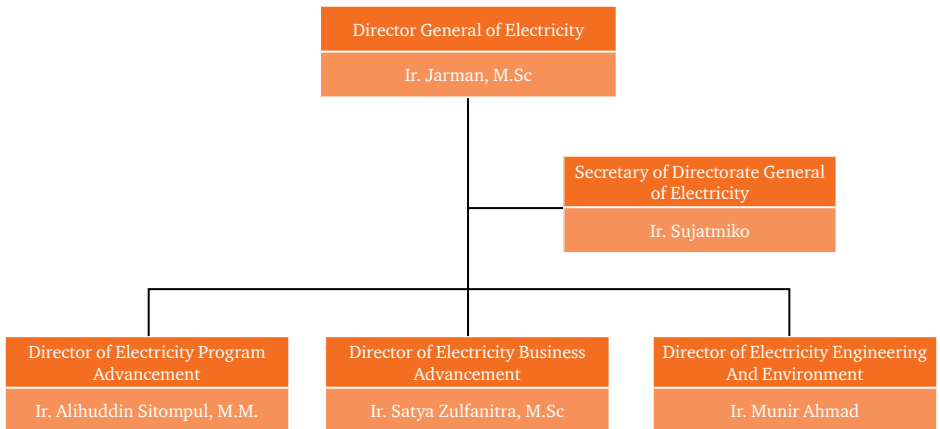 Director General of Electricity
Ir. Jarman, M.Sc
Secretary of Directorate General
of Electricity
Ir. Sujatmiko
Director of Electricity Program
Advancement
Ir. Alihuddin Sitompul, M.M.
Director of Electricity Business
Advancement
Ir. Satya Zulfanitra, M.Sc
Director of Electricity Engineering
And Environment
Ir. Munir Ahmad